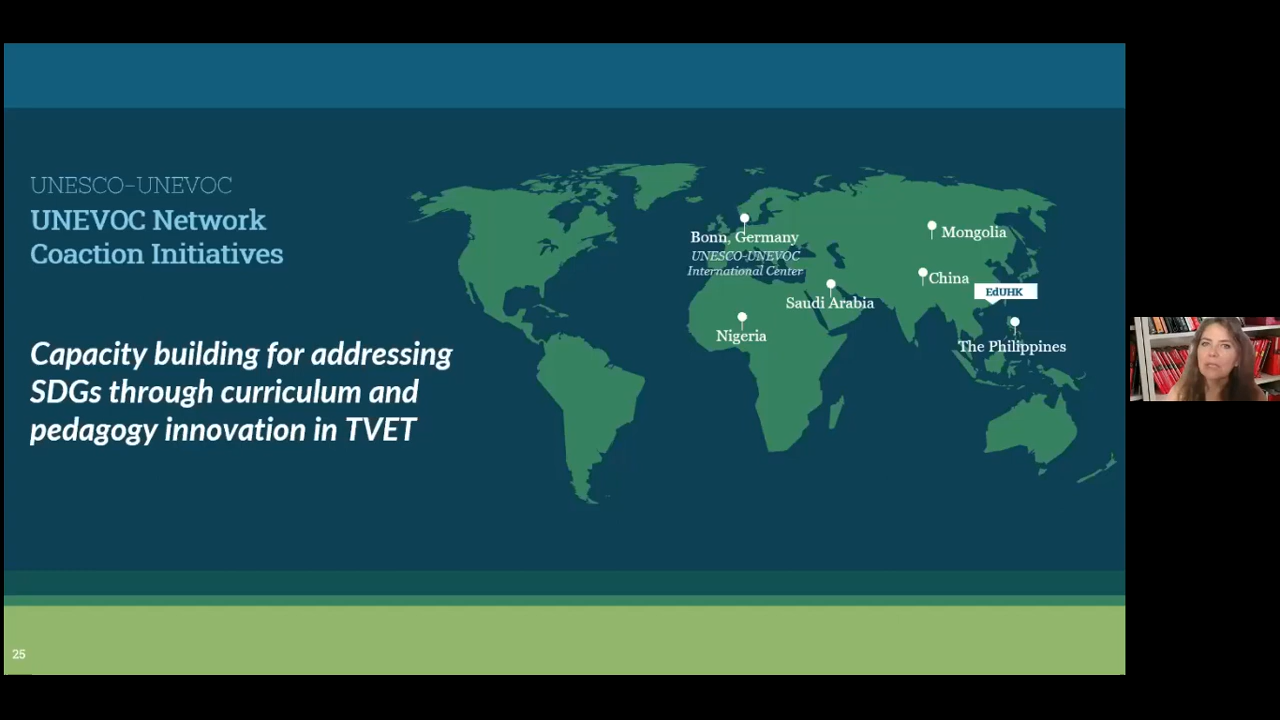 UNESCO-UNEVOC
UNEVOC Network
Coaction Initiatives
Capacity building for addressing
SDGs through curriculum and
pedagogy innovation in TVET
Bonn, Germany
UNESCO-UNEVOC
International Center
Mongolia
China
EdUHK
Saudi Arabia
Nigeria
The Philippines
25